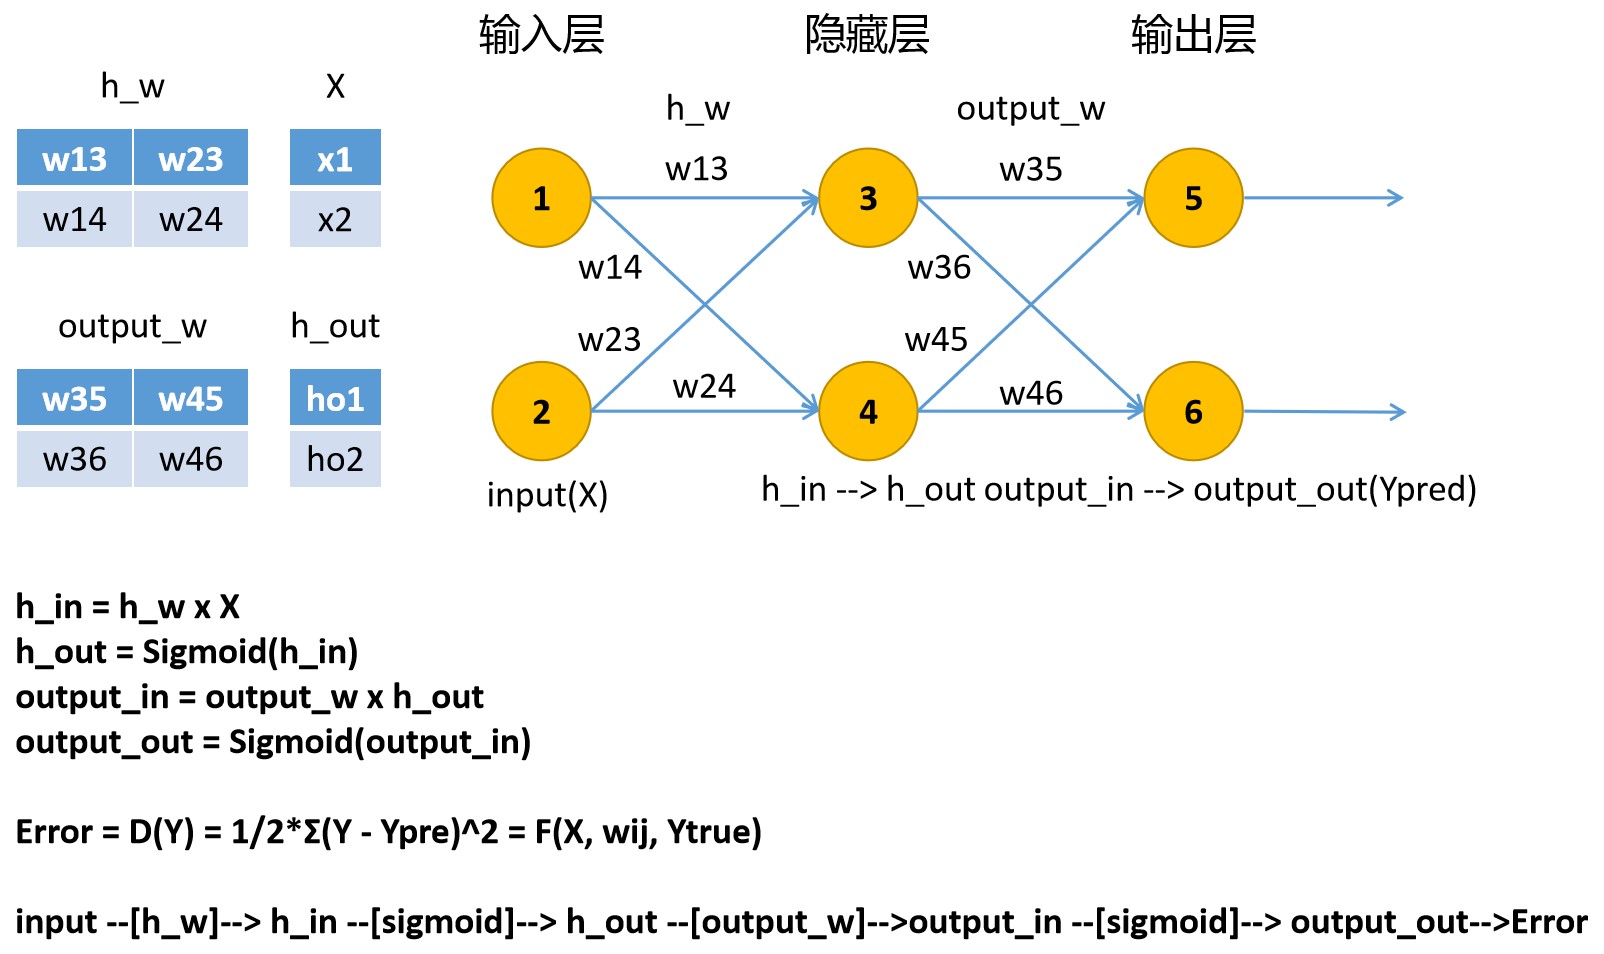 输入层 隐藏层 输出层
h_w X
w13 w23 x1
w14 w24 x2
output_w h_out
w35 w45 ho1
w36 w46 ho2
h_w output_w
w13 w35
1 3 5
w14 w36
w23 w45
w24 w46
2 4 6
input(X) h_in --> h_out output_in --> output_out(Ypred)
h_in = h_w x X
h_out = Sigmoid(h_in)
output_in = output_w x h_out
output_out = Sigmoid(output_in)
Error = D(Y) = 1/2*Σ(Y - Ypre)^2 = F(X, wij, Ytrue)
input --[h_w]--> h_in --[sigmoid]--> h_out --[output_w]-->output_in --[sigmoid]--> output_out-->Error